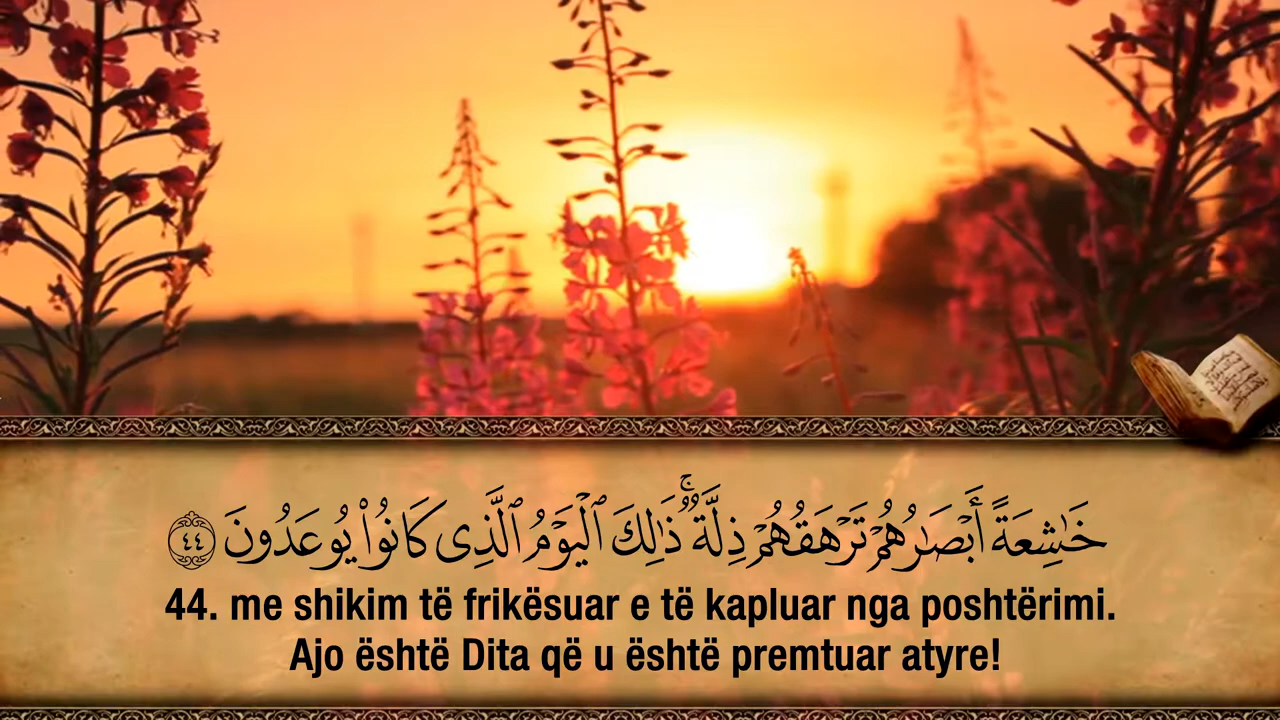 خَٰشِعَةً أَبْصَٰرُهُمْ تَرْهَقُهُمْ ذِلَّةٌ ۚ ذَٰلِكَ ٱلْيَوْمُ ٱلَّذِى كَانُوا۟ يُوعَدُونَ ٤٤
44. me shikim të frikësuar e të kapluar nga poshtërimi.
Ajo është Dita që u është premtuar atyre!